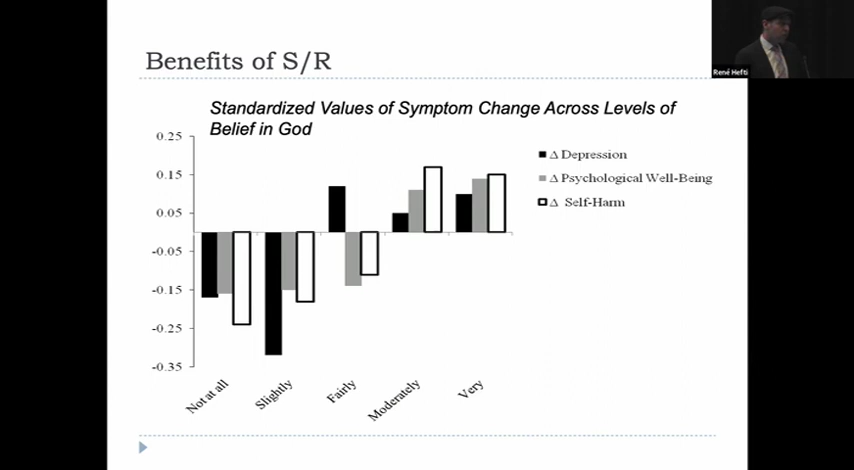 Benefits of S/R
René Hefti
Standardized Values of Symptom Change Across Levels of
Belief in God
0.25
0.15
0.05
-0.05
-0.15
-0.25
-0.35
Δ Depression
Δ Psychological Well-Being
Δ Self-Harm
Not at all
Slightly
Fairly
Moderately
Very